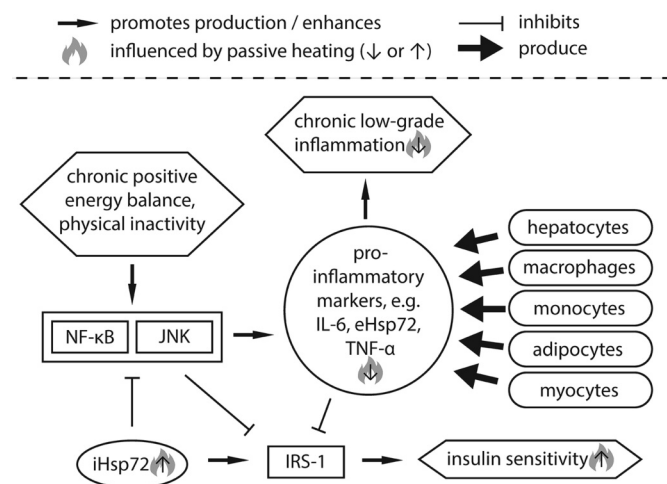 promotes production / enhances
inhibits
influenced by passive heating (↓ or ↑)
produce
chronic low-grade
inflammation ↓
chronic positive
energy balance,
physical inactivity
hepatocytes
macrophages
monocytes
adipocytes
myocytes
pro-
inflammatory
markers, e.g.
IL-6, eHsp72,
TNF-α
↓
NF-κB
JNK
iHsp72 ↑
IRS-1
insulin sensitivity ↑